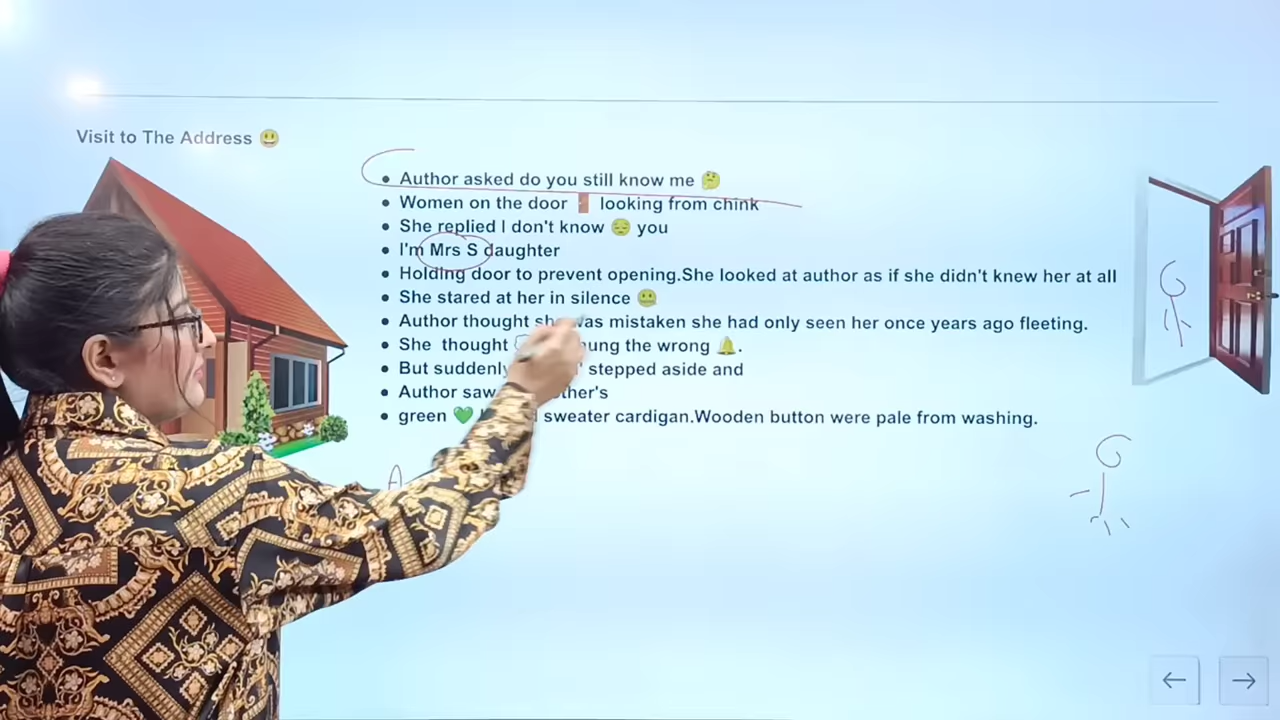 Visit to The Address 😃
• Author asked do you still know me 🤔
• Women on the door 🚪 looking from chink
• She replied I don't know 😔 you
• I'm Mrs S daughter
• Holding door to prevent opening.She looked at author as if she didn't knew her at all
• She stared at her in silence 🤐
• Author thought she was mistaken she had only seen her once years ago fleeting.
• She thought hung the wrong 🔔.
• But suddenly stepped aside and
• Author saw
• green 💚 sweater cardigan.Wooden button were pale from washing.
A